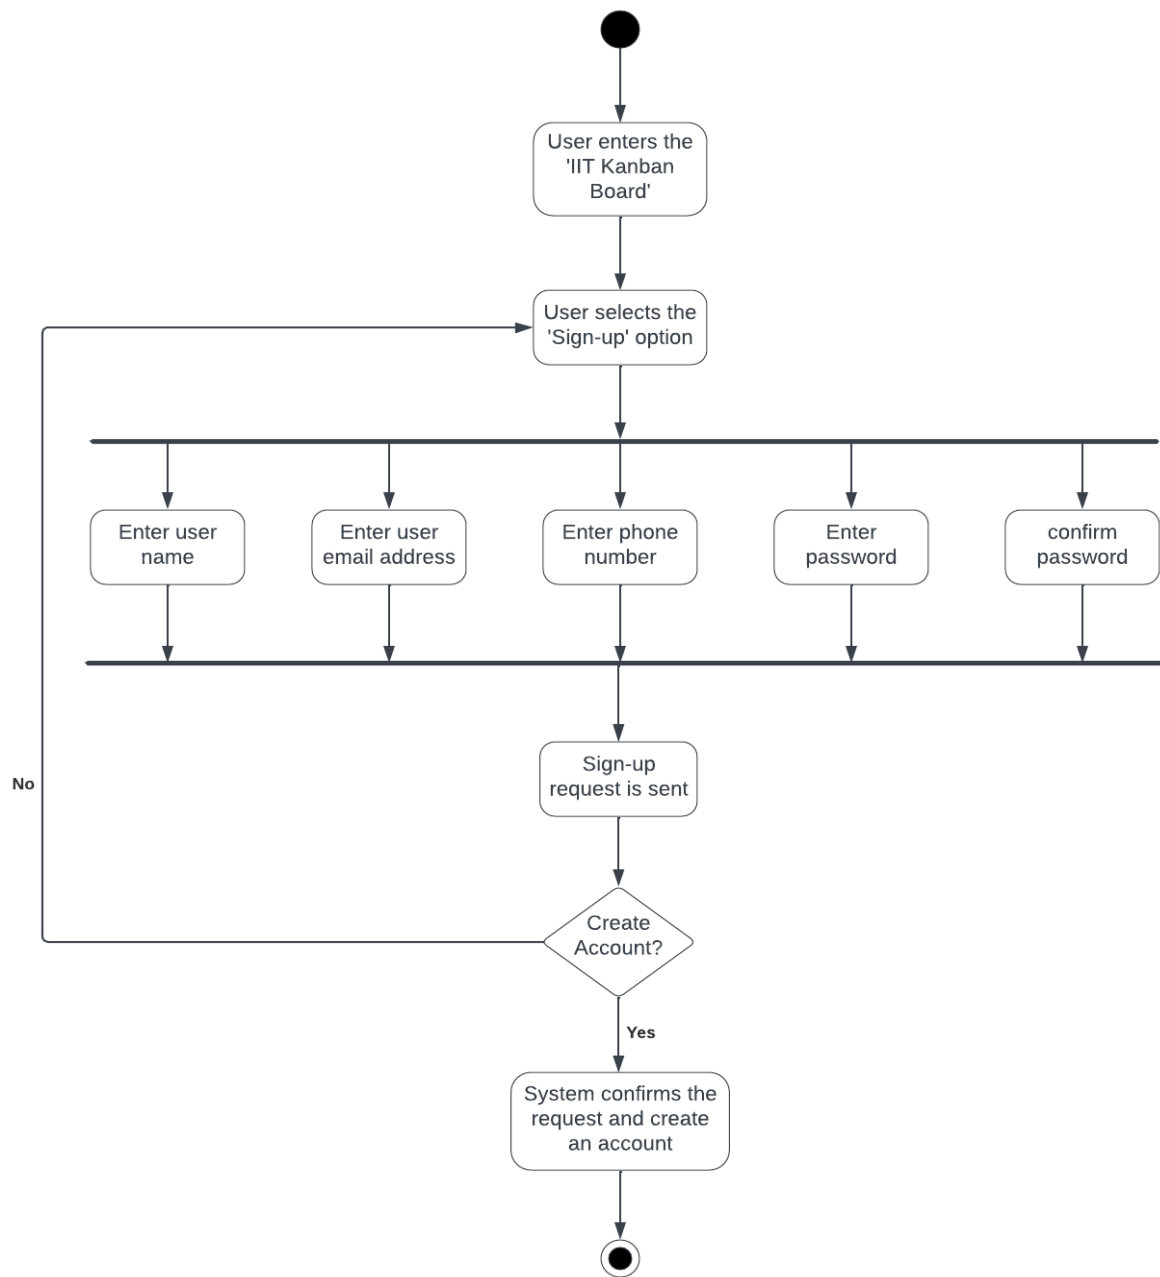 User enters the
'IIT Kanban
Board'
User selects the
'Sign-up' option
Enter user
name
Enter user
email address
Enter phone
number
Enter
password
confirm
password
Sign-up
request is sent
No
Create
Account?
Yes
System confirms the
request and create
an account